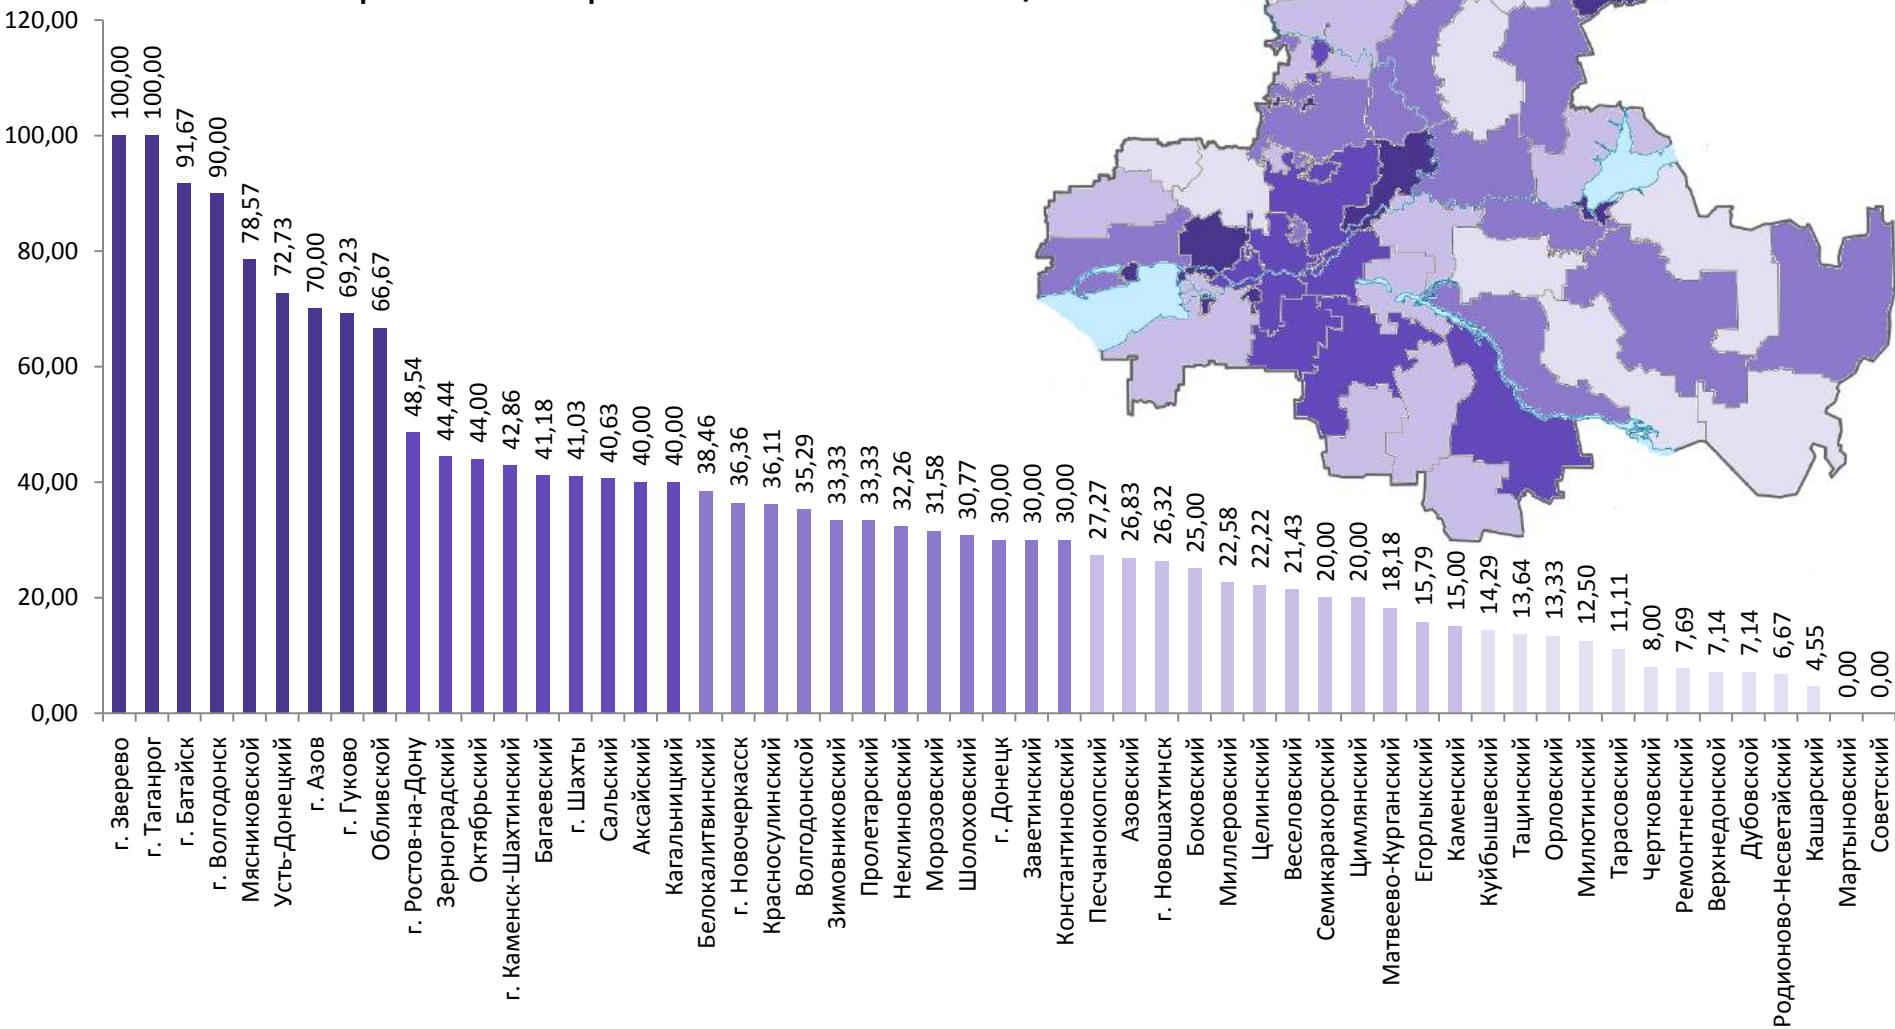 120,00
100,00
80,00
60,00
40,00
20,00
0,00
100,00
100,00
91,67
90,00
78,57
72,73
70,00
69,23
66,67
48,54
44,44
44,00
42,86
41,18
41,03
40,63
40,00
40,00
38,46
36,36
36,11
35,29
33,33
33,33
32,26
31,58
30,77
30,00
30,00
30,00
27,27
26,83
26,32
25,00
22,58
22,22
21,43
20,00
20,00
18,18
15,79
15,00
14,29
13,64
13,33
12,50
11,11
8,00
7,69
7,14
7,14
6,67
4,55
0,00
0,00
г. Зверево
г. Таганрог
г. Батайск
г. Волгодонск
Мясниковской
Усть-Донецкий
г. Азов
г. Гуково
Обливской
г. Ростов-на-Дону
Зерноградский
Октябрьский
г. Каменск-Шахтинский
Багаевский
г. Шахты
Сальский
Аксайский
Кагальницкий
Белокалитвинский
г. Новочеркасск
Красносулинский
Волгодонской
Зимовниковский
Пролетарский
Неклиновский
Морозовский
Шолоховский
г. Донецк
Заветинский
Константиновский
Песчанокопский
Азовский
г. Новошахтинск
Боковский
Миллеровский
Целинский
Веселовский
Семикаракорский
Цимлянский
Матвеево-Курганский
Егорлыкский
Каменский
Куйбышевский
Тацинский
Орловский
Милютинский
Тарасовский
Чертковский
Ремонтненский
Верхнедонской
Дубовской
Родионово-Несветайский
Кашарский
Мартыновский
Советский